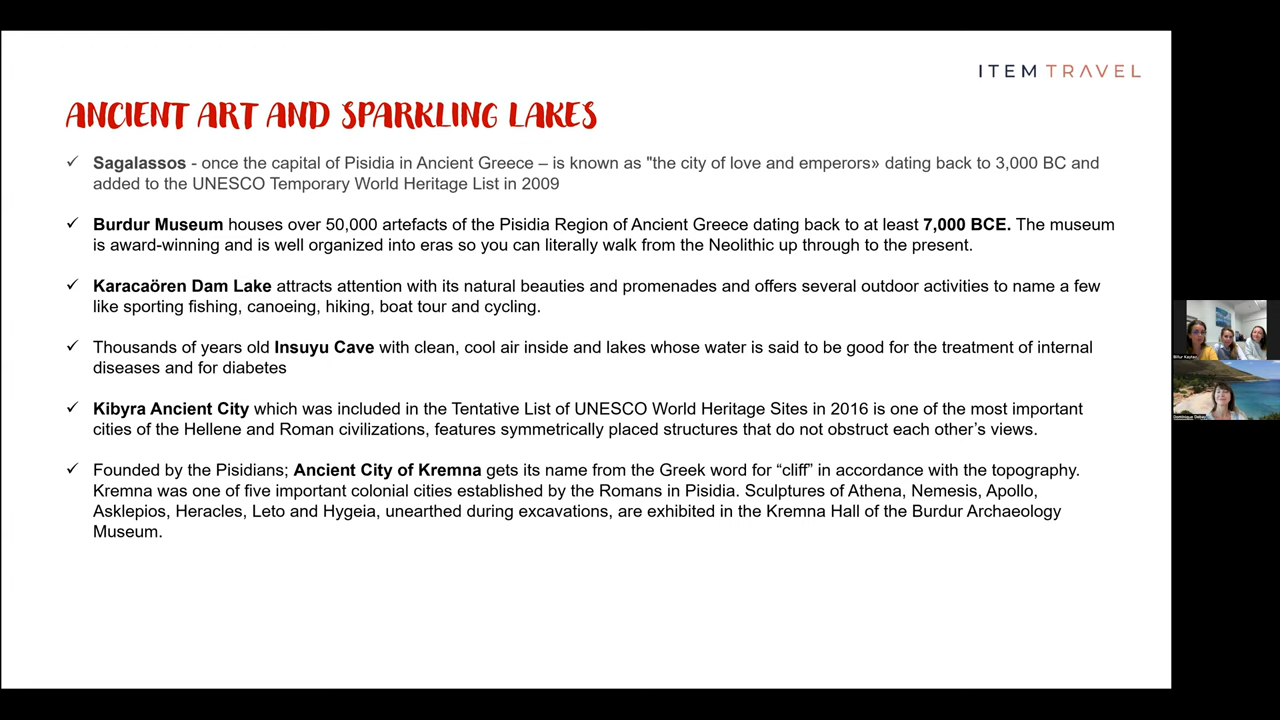 ITEM TRAVEL
ANCIENT ART AND SPARKLING LAKES
✓ Sagalassos - once the capital of Pisidia in Ancient Greece – is known as "the city of love and emperors» dating back to 3,000 BC and
added to the UNESCO Temporary World Heritage List in 2009
✓ Burdur Museum houses over 50,000 artefacts of the Pisidia Region of Ancient Greece dating back to at least 7,000 BCE. The museum
is award-winning and is well organized into eras so you can literally walk from the Neolithic up through to the present.
✓ Karacaören Dam Lake attracts attention with its natural beauties and promenades and offers several outdoor activities to name a few
like sporting fishing, canoeing, hiking, boat tour and cycling.
✓ Thousands of years old Insuyu Cave with clean, cool air inside and lakes whose water is said to be good for the treatment of internal
diseases and for diabetes
✓ Kibyra Ancient City which was included in the Tentative List of UNESCO World Heritage Sites in 2016 is one of the most important
cities of the Hellene and Roman civilizations, features symmetrically placed structures that do not obstruct each other’s views.
✓ Founded by the Pisidians; Ancient City of Kremna gets its name from the Greek word for “cliff” in accordance with the topography.
Kremna was one of five important colonial cities established by the Romans in Pisidia. Sculptures of Athena, Nemesis, Apollo,
Asklepios, Heracles, Leto and Hygeia, unearthed during excavations, are exhibited in the Kremna Hall of the Burdur Archaeology
Museum.
Dominique